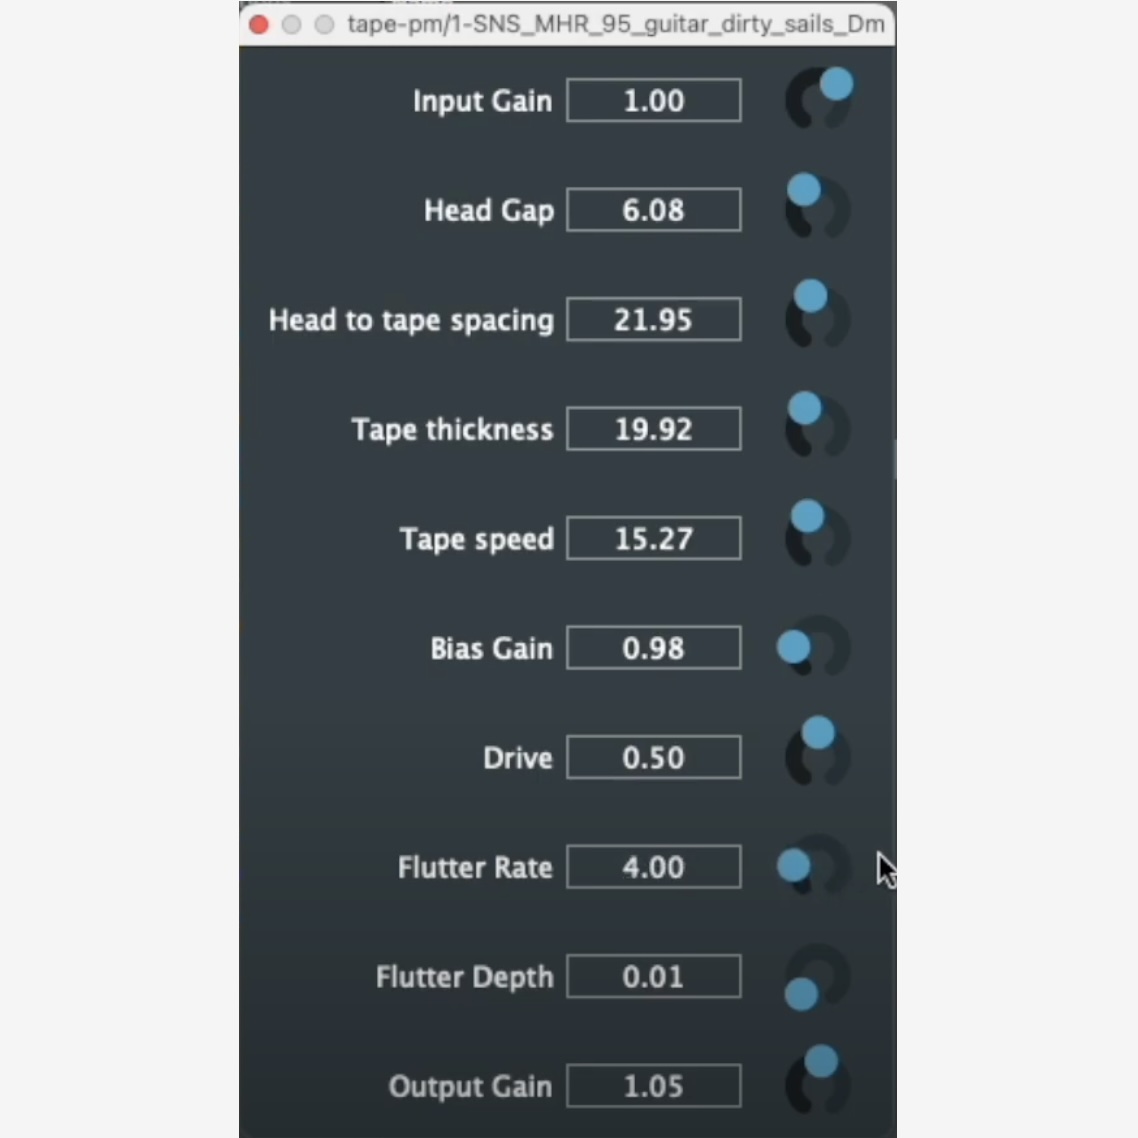 tape-pm/1-SNS_MHR_95_guitar_dirty_sails_Dm
Input Gain 1.00
Head Gap 6.08
Head to tape spacing 21.95
Tape thickness 19.92
Tape speed 15.27
Bias Gain 0.98
Drive 0.50
Flutter Rate 4.00
Flutter Depth 0.01
Output Gain 1.05